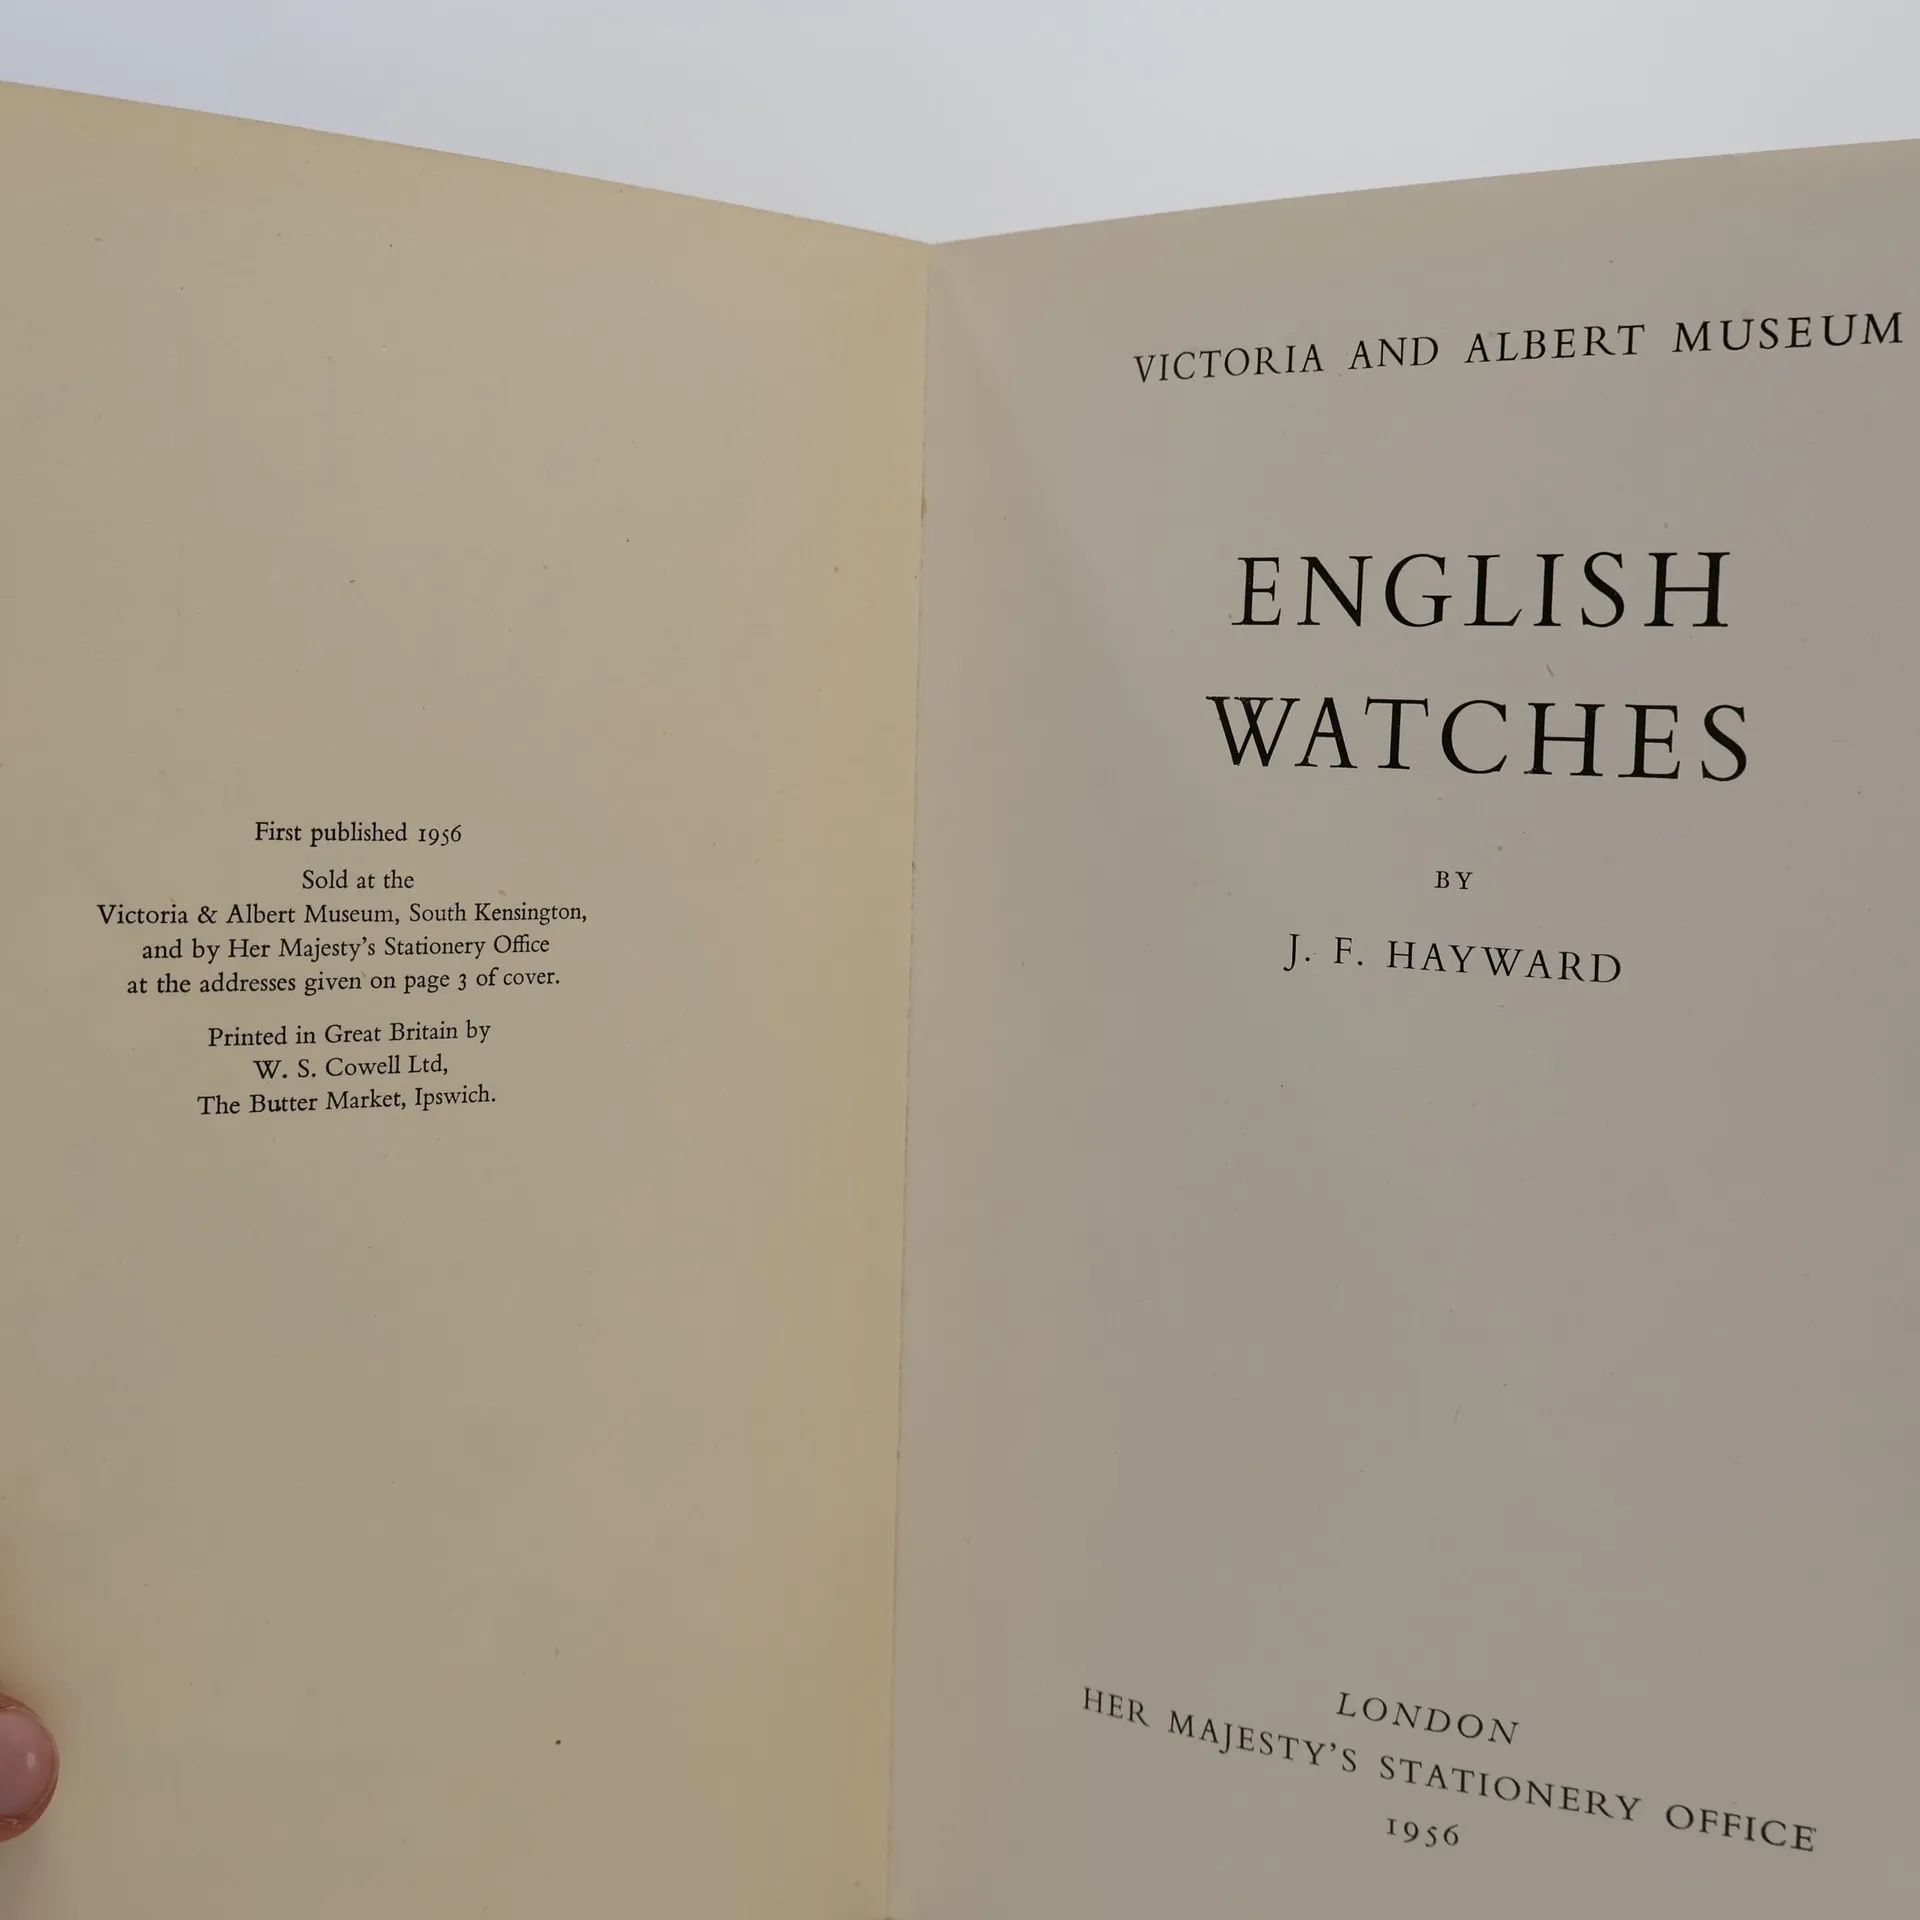 First published 1956
Sold at the
Victoria & Albert Museum, South Kensington,
and by Her Majesty's Stationery Office
at the addresses given on page 3 of cover.
Printed in Great Britain by
W. S. Cowell Ltd,
The Butter Market, Ipswich.
VICTORIA AND ALBERT MUSEUM
ENGLISH
WATCHES
BY
J. F. HAYWARD
LONDON
HER MAJESTY'S STATIONERY OFFICE
1956